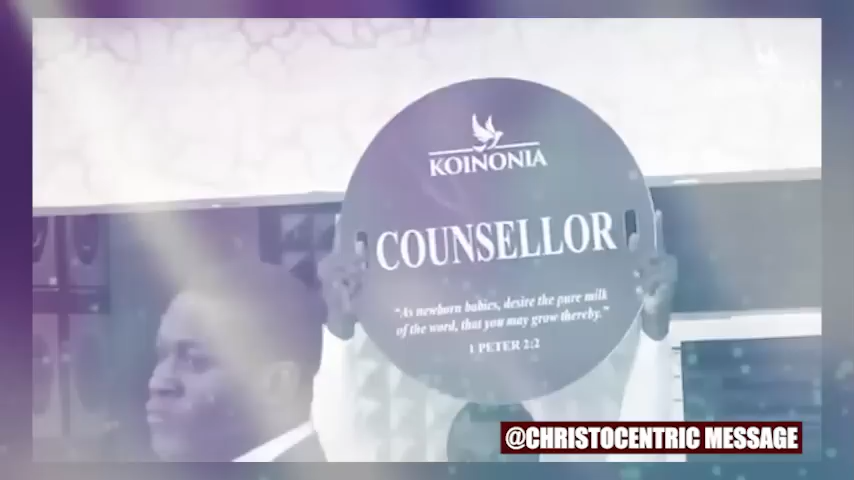 KOINONIA
COUNSELLOR
"As newborn babies, desire the pure milk
of the word, that you may grow thereby."
1 PETER 2:2
@CHRISTOCENTRIC MESSAGE